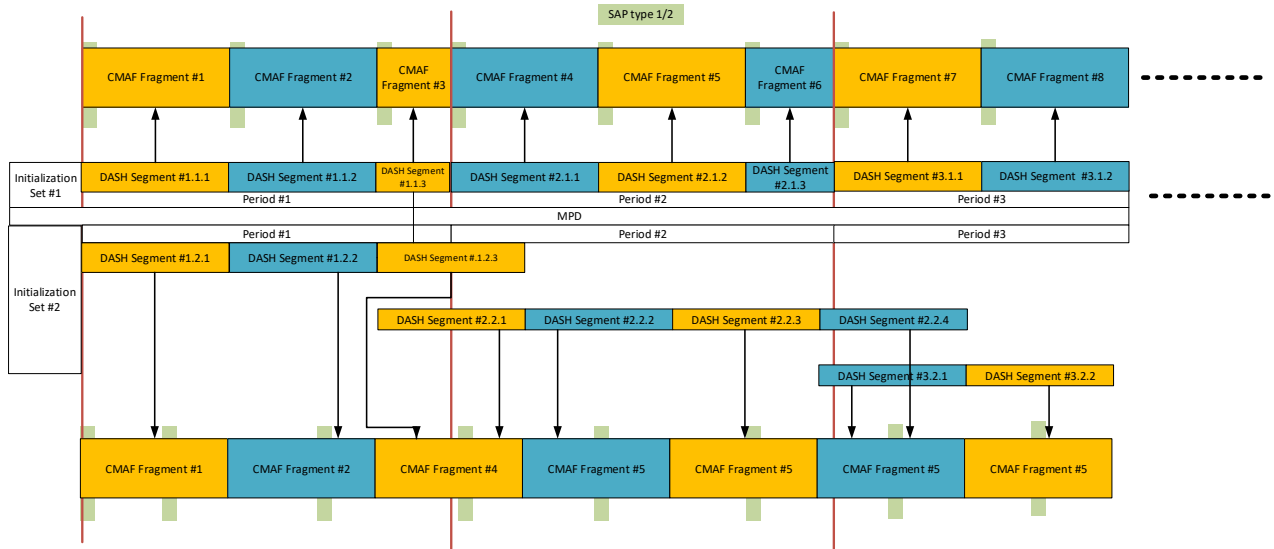 SAP type 1/2
CMAF Fragment #1
CMAF Fragment #2
CMAF
Fragment #3
CMAF Fragment #4
CMAF Fragment #5
CMAF
Fragment
#6
CMAF Fragment #7
CMAF Fragment #8
Initialization
Set #1
DASH Segment #1.1.1
DASH Segment #1.1.2
DASH Segment
#1.1.3
DASH Segment #2.1.1
DASH Segment #2.1.2
DASH Segment
#2.1.3
DASH Segment #3.1.1
DASH Segment #3.1.2
Period #1
Period #2
Period #3
MPD
Period #1
Period #2
Period #3
Initialization
Set #2
DASH Segment #1.2.1
DASH Segment #1.2.2
DASH Segment #.1.2.3
DASH Segment #2.2.1
DASH Segment #2.2.2
DASH Segment #2.2.3
DASH Segment #2.2.4
DASH Segment #3.2.1
DASH Segment #3.2.2
CMAF Fragment #1
CMAF Fragment #2
CMAF Fragment #4
CMAF Fragment #5
CMAF Fragment #5
CMAF Fragment #5
CMAF Fragment #5